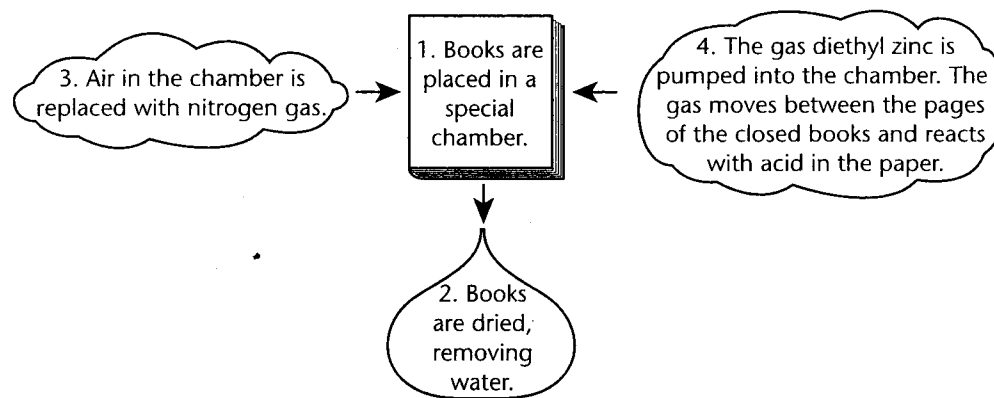 1. Books are
placed in a
special
chamber.
2. Books
are dried,
removing
water.
3. Air in the chamber is
replaced with nitrogen gas.
4. The gas diethyl zinc is
pumped into the chamber. The
gas moves between the pages
of the closed books and reacts
with acid in the paper.